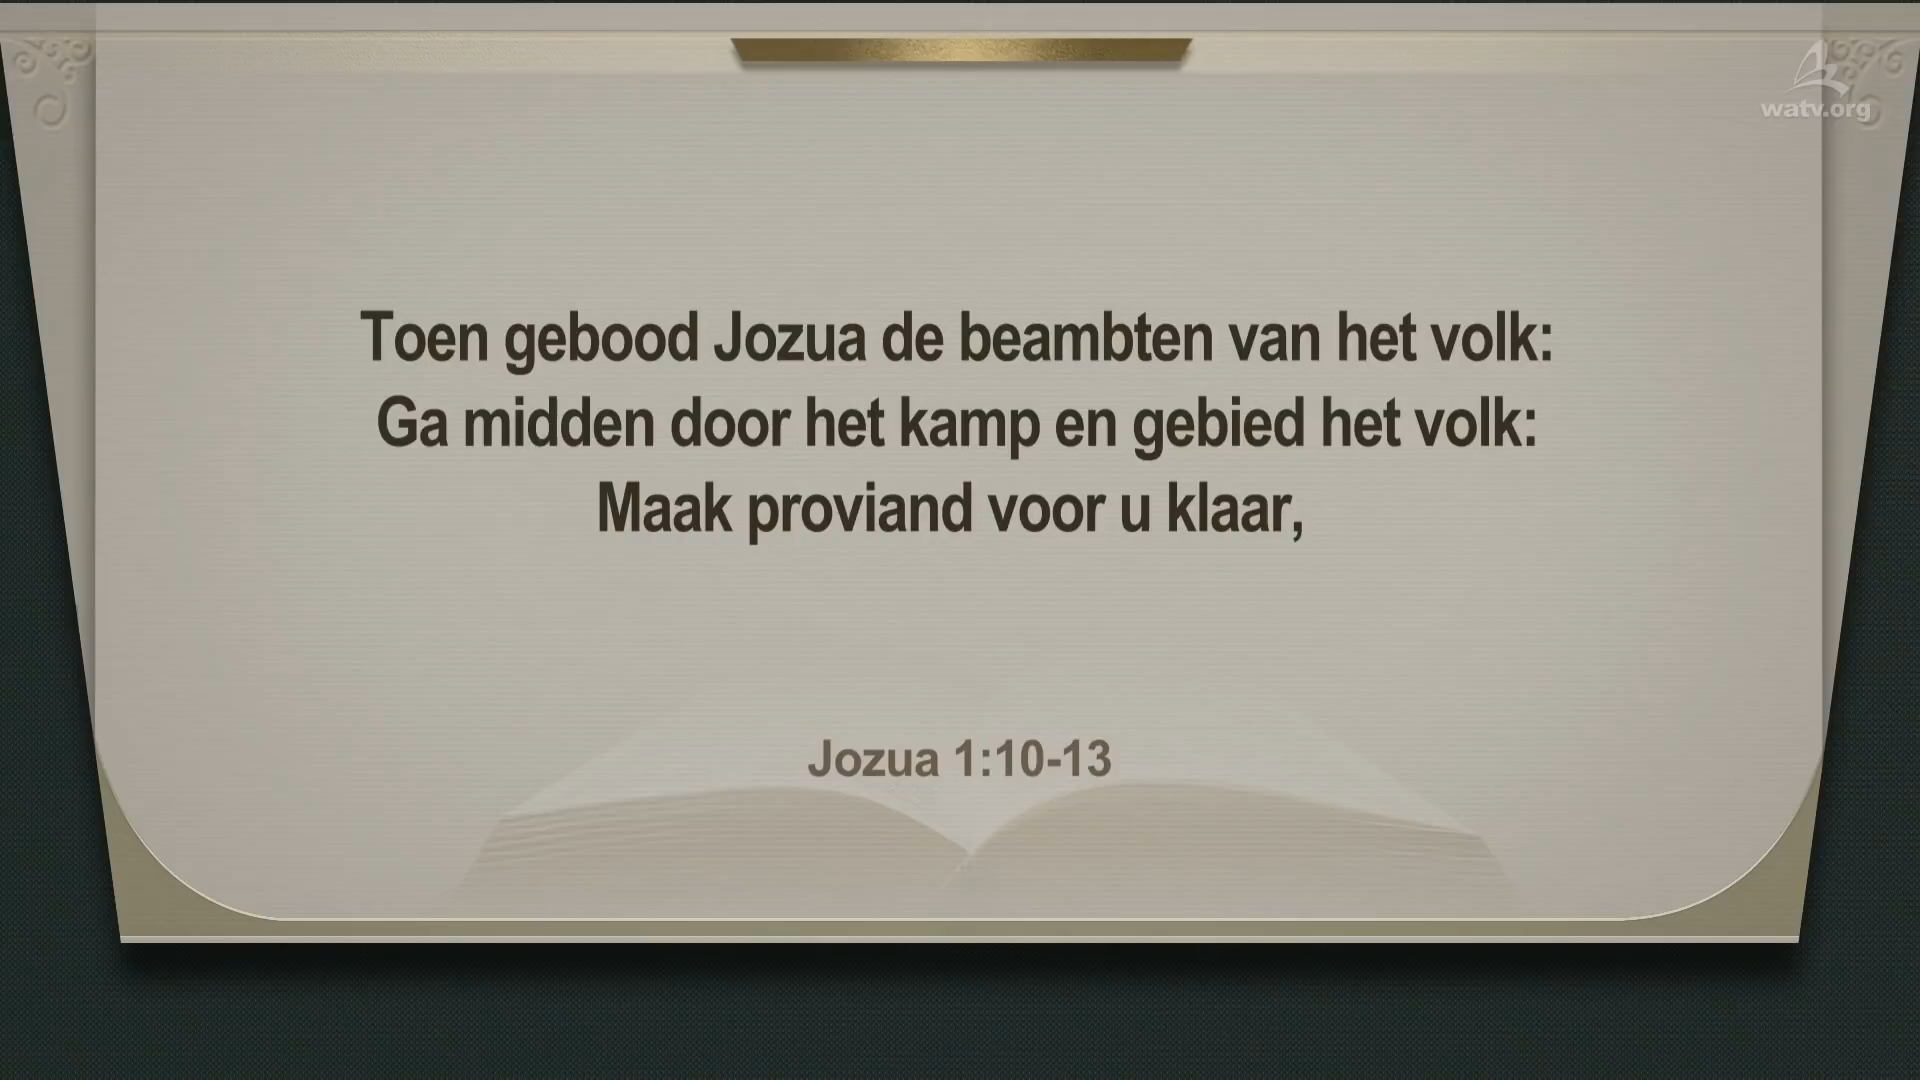 watv.org
Toen gebood Jozua de beambten van het volk:
Ga midden door het kamp en gebied het volk:
Maak proviand voor u klaar,
Jozua 1:10-13